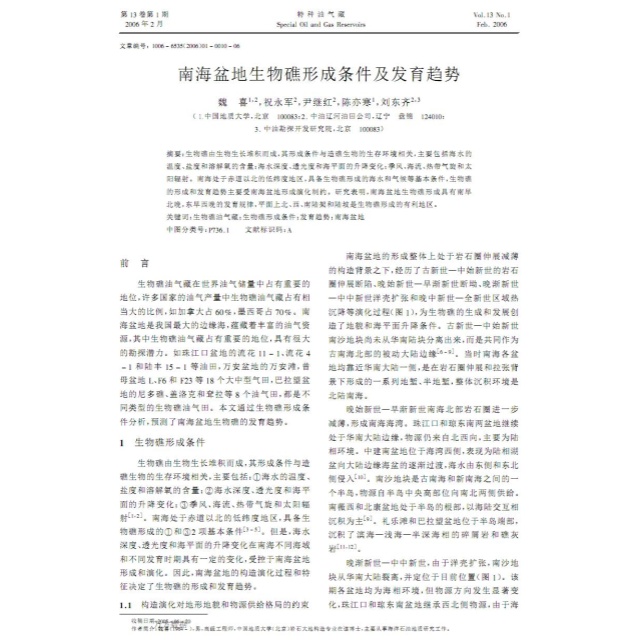 第 13 卷第 1 期
2006 年 2 月
特 种 油 气 藏
Special Oil and Gas Reservoirs
Vol. 13 No. 1
Feb. 2006
文章编号: 1006-6535(2006)01-0010-06
南海盆地生物礁形成条件及发育趋势
魏 喜1,2, 祝永军2, 尹继红2, 陈亦寒1, 刘东齐2,3
(1. 中国地质大学, 北京 100083; 2. 中油辽河油田公司, 辽宁 盘锦 124010;
3. 中油勘探开发研究院, 北京 100083)
摘要: 生物礁由生物生长堆积而成, 其形成条件与造礁生物的生存环境相关, 主要包括海水的
温度、盐度和溶解氧的含量; 海水深度、透光度和海平面的升降变化; 季风、海流、热带气旋和太
阳辐射。南海处于赤道以北的低纬度地区, 具备生物礁形成的海水和气候等基本条件, 生物礁
的形成和发育趋势主要受南海盆地形成演化制约。研究表明, 南海盆地生物礁形成具有南早
北晚, 东早西晚的发育规律, 平面上北、西、南陆架和陆坡是生物礁形成的有利地区。
关键词: 生物礁油气藏; 生物礁形成条件; 发育趋势; 南海盆地
中图分类号: P736.1 文献标识码: A
前 言
生物礁油气藏在世界油气储量中占有重要的
地位, 许多国家的油气产量中生物礁油气藏占有相
当大的比例, 如加拿大占 60%, 墨西哥占 70%。南
海盆地是我国最大的边缘海, 蕴藏着丰富的油气资
源, 其中生物礁油气藏占有重要的地位, 具有很大
的勘探潜力。如珠江口盆地的流花 11-1、流花 4
-1 和陆丰 15-1 等油田, 万安盆地的万安湾, 曾
母盆地 L、F6 和 F23 等 18 个大中型气田, 巴拉望盆
地的尼多礁、盖洛克和登拉等 8 个油气田, 都是不
同类型的生物礁油气田。本文通过生物礁形成条
件分析, 预测了南海盆地生物礁的发育趋势。
1 生物礁形成条件
生物礁由生物生长堆积而成, 其形成条件与造
礁生物的生存环境相关, 主要包括: ①海水的温度、
盐度和溶解氧的含量; ②海水深度、透光度和海平
面的升降变化; ③季风、海流、热带气旋和太阳辐
射[1-2]。南海处于赤道以北的低纬度地区, 具备生
物礁形成的①和③2 项基本条件[3-5]。但是, 海水
深度、透光度和海平面的升降变化在南海不同海域
和不同发育时期具有一定的变化, 受控于南海盆地
形成和演化。因此, 南海盆地的构造演化过程和特
征决定了生物礁的形成和发育趋势。
1.1 构造演化对地形地貌和物源供给格局的约束
南海盆地的形成整体上处于岩石圈伸展减薄
的构造背景之下, 经历了古新世—中始新世的岩石
圈伸展断陷、晚始新世—早渐新世断坳、晚渐新世
—中中新世洋壳扩张和晚中新世—全新世区域热
沉降等演化过程(图 1), 为生物礁的生成和发展创
造了地貌和海平面升降条件。古新世—中始新世
南沙地块尚未从华南陆块分离出来, 而是共同作为
古南海北部的被动大陆边缘[6-9]。当时南海各盆
地均靠近华南大陆一侧, 是在岩石圈伸展和拉张背
景下形成的一系列地堑、半地堑, 整体沉积环境是
北陆南海。
晚始新世—早渐新世南海北部岩石圈进一步
减薄, 形成南海海湾。珠江口和琼东南两盆地继续
处于华南大陆边缘, 物源仍来自北西向, 主要为陆
相环境。中建南盆地位于海湾西侧, 表现为陆相湖
盆向大陆边缘海盆的逐渐过渡, 海水由东侧和东北
侧侵入[10]。南沙地块是古南海和新南海之间的一
个半岛, 物源自半岛中央高部位向南北两侧供给。
南薇西和北康盆地处于半岛的根部, 以海陆交互相
沉积为主[6]。礼乐滩和巴拉望盆地位于半岛端部,
沉积了滨海—浅海—半深海相的碎屑岩和礁灰
岩[11,12]。
晚渐新世—中中新世, 由于洋壳扩张, 南沙地
块从华南大陆裂离, 并定位于目前位置(图 1)。该
期各盆地均为海相环境, 但物源方向发生显著变
化, 珠江口和琼东南盆地继承西北侧物源, 由于海